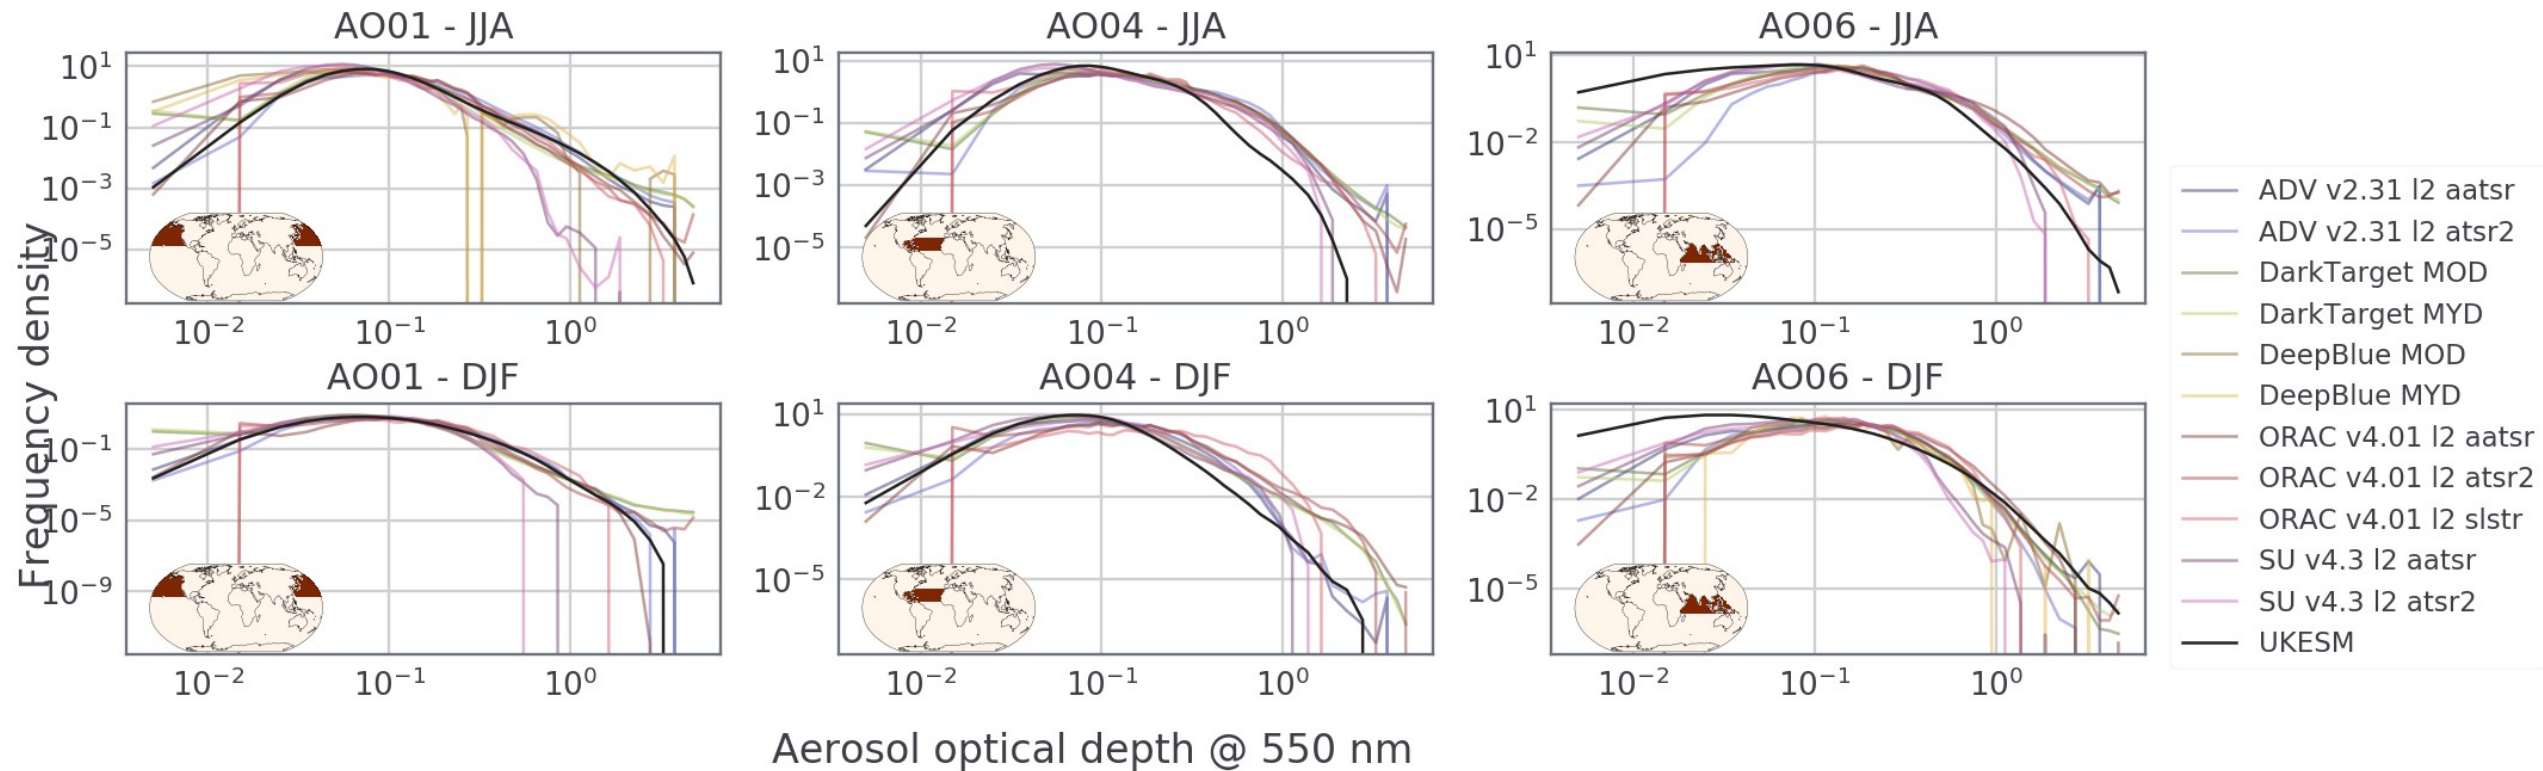 AO01 - JJA
AO04 - JJA
AO06 - JJA
10¹
10⁻¹
10⁻³
10⁻⁵
10⁻² 10⁻¹ 10⁰
10¹
10⁻¹
10⁻³
10⁻⁵
10⁻² 10⁻¹ 10⁰
10¹
10⁻²
10⁻⁵
10⁻² 10⁻¹ 10⁰
Frequency density
AO01 - DJF
AO04 - DJF
AO06 - DJF
10⁻¹
10⁻⁵
10⁻⁹
10⁻² 10⁻¹ 10⁰
10¹
10⁻²
10⁻⁵
10⁻² 10⁻¹ 10⁰
10¹
10⁻²
10⁻⁵
10⁻² 10⁻¹ 10⁰
Aerosol optical depth @ 550 nm
ADV v2.31 l2 aatsr
ADV v2.31 l2 atsr2
DarkTarget MOD
DarkTarget MYD
DeepBlue MOD
DeepBlue MYD
ORAC v4.01 l2 aatsr
ORAC v4.01 l2 atsr2
ORAC v4.01 l2 slstr
SU v4.3 l2 aatsr
SU v4.3 l2 atsr2
UKESM